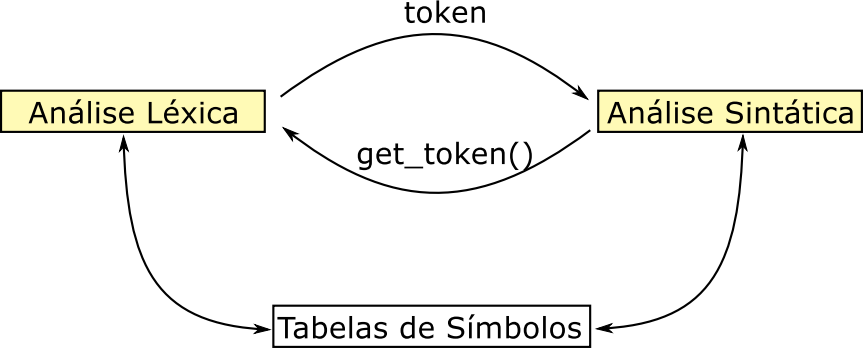 token
Análise Léxica
Análise Sintática
get_token()
Tabelas de Símbolos